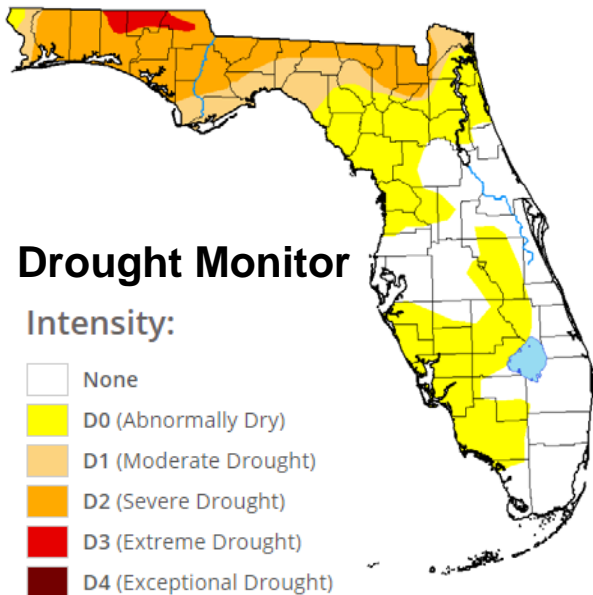 Drought Monitor
Intensity:
None
D0 (Abnormally Dry)
D1 (Moderate Drought)
D2 (Severe Drought)
D3 (Extreme Drought)
D4 (Exceptional Drought)